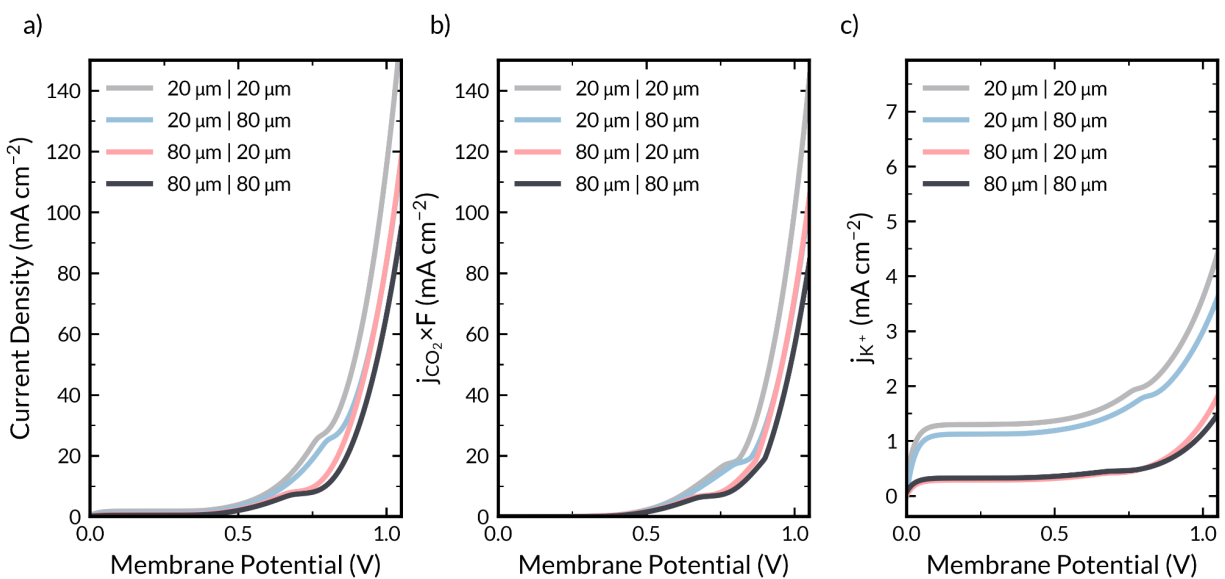 a)
Current Density (mA cm⁻²)
140
120
100
80
60
40
20
0
20 μm | 20 μm
20 μm | 80 μm
80 μm | 20 μm
80 μm | 80 μm
0.0 0.5 1.0
Membrane Potential (V)
b)
jCO₂×F (mA cm⁻²)
140
120
100
80
60
40
20
0
20 μm | 20 μm
20 μm | 80 μm
80 μm | 20 μm
80 μm | 80 μm
0.0 0.5 1.0
Membrane Potential (V)
c)
jK⁺ (mA cm⁻²)
7
6
5
4
3
2
1
0
20 μm | 20 μm
20 μm | 80 μm
80 μm | 20 μm
80 μm | 80 μm
0.0 0.5 1.0
Membrane Potential (V)